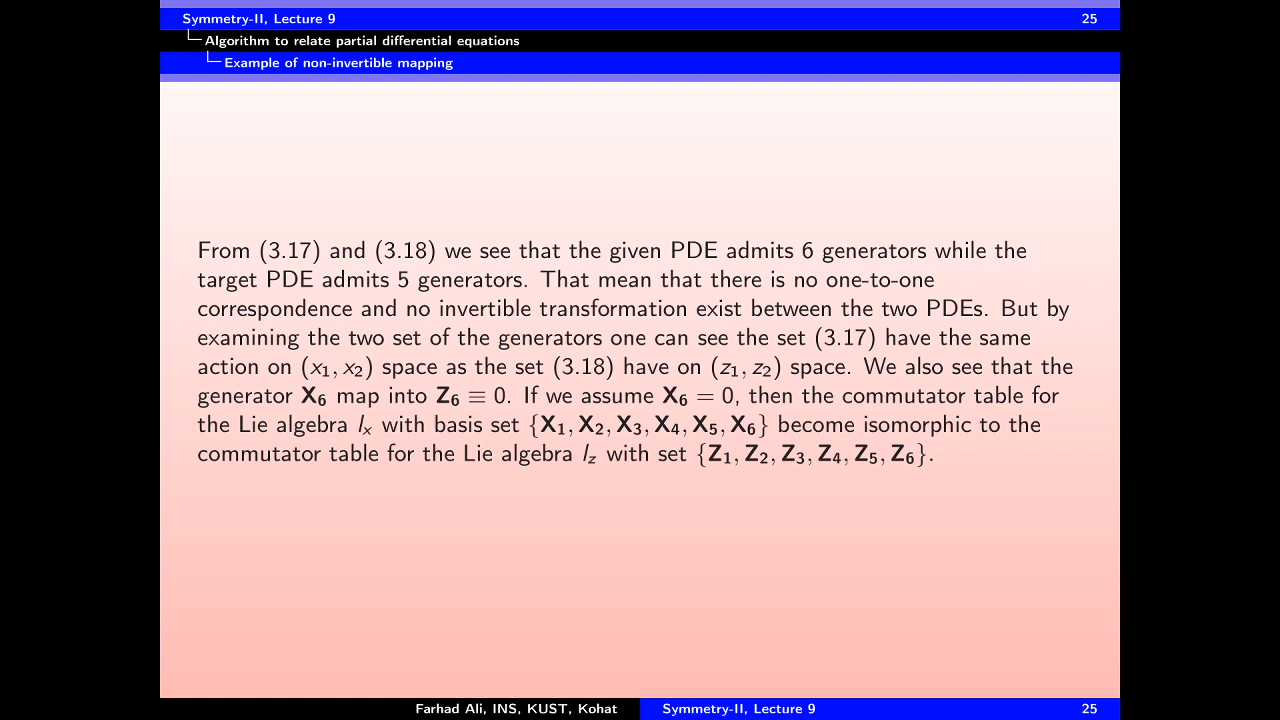 Symmetry-II, Lecture 9 25
Algorithm to relate partial differential equations
Example of non-invertible mapping
From (3.17) and (3.18) we see that the given PDE admits 6 generators while the
target PDE admits 5 generators. That mean that there is no one-to-one
correspondence and no invertible transformation exist between the two PDEs. But by
examining the two set of the generators one can see the set (3.17) have the same
action on (x₁, x₂) space as the set (3.18) have on (z₁, z₂) space. We also see that the
generator X₆ map into Z₆ ≡ 0. If we assume X₆ = 0, then the commutator table for
the Lie algebra lₓ with basis set {X₁, X₂, X₃, X₄, X₅, X₆} become isomorphic to the
commutator table for the Lie algebra l_z with set {Z₁, Z₂, Z₃, Z₄, Z₅, Z₆}.
Farhad Ali, INS, KUST, Kohat Symmetry-II, Lecture 9 25